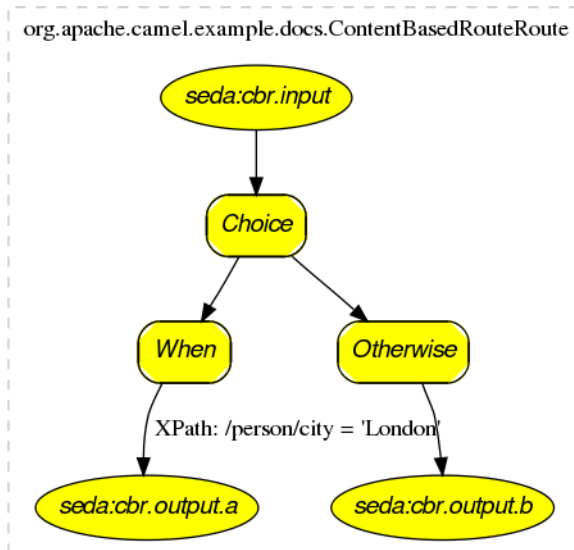 org.apache.camel.example.docs.ContentBasedRouteRoute
seda:cbr.input
Choice
When
Otherwise
XPath: /person/city = 'London'
seda:cbr.output.a
seda:cbr.output.b